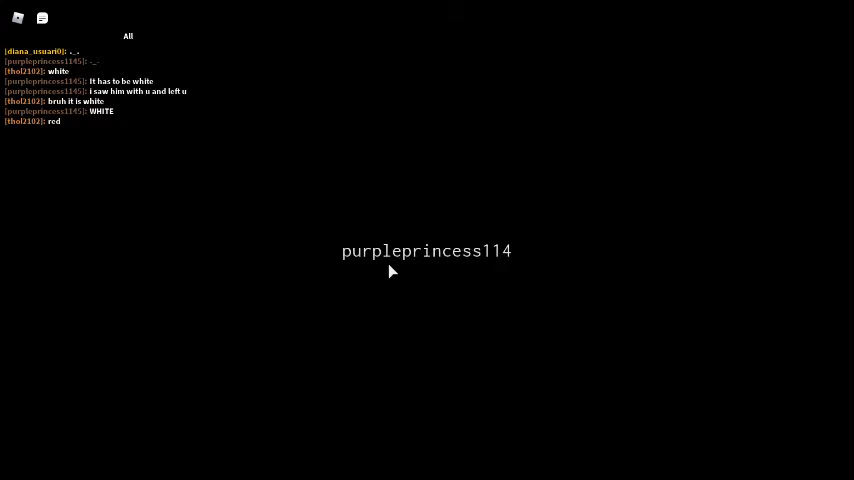 All
[diana_usuari0]: ._.
[purpleprincess1145]: -_-
[thol2102]: white
[purpleprincess1145]: It has to be white
[purpleprincess1145]: i saw him with u and left u
[thol2102]: bruh it is white
[purpleprincess1145]: WHITE
[thol2102]: red
purpleprincess114